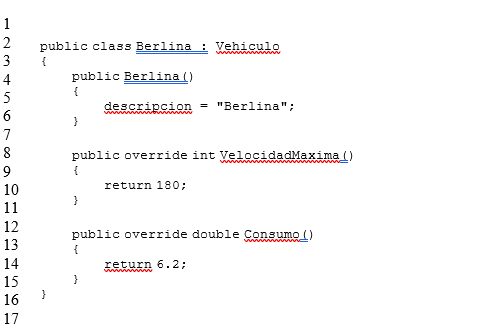 1
2 public class Berlina : Vehiculo
3 {
4 public Berlina()
5 {
6 descripcion = "Berlina";
7 }
8 public override int VelocidadMaxima()
9 {
10 return 180;
11 }
12 public override double Consumo()
13 {
14 return 6.2;
15 }
16 }
17